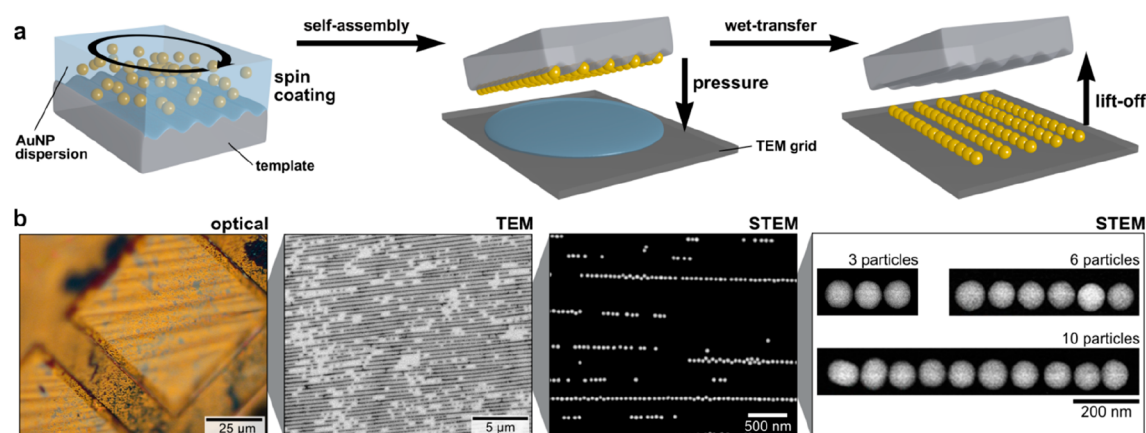 a
self-assembly
wet-transfer
spin
coating
pressure
lift-off
AuNP
dispersion
template
TEM grid
b
optical
TEM
STEM
STEM
3 particles
6 particles
10 particles
25 µm
5 µm
500 nm
200 nm